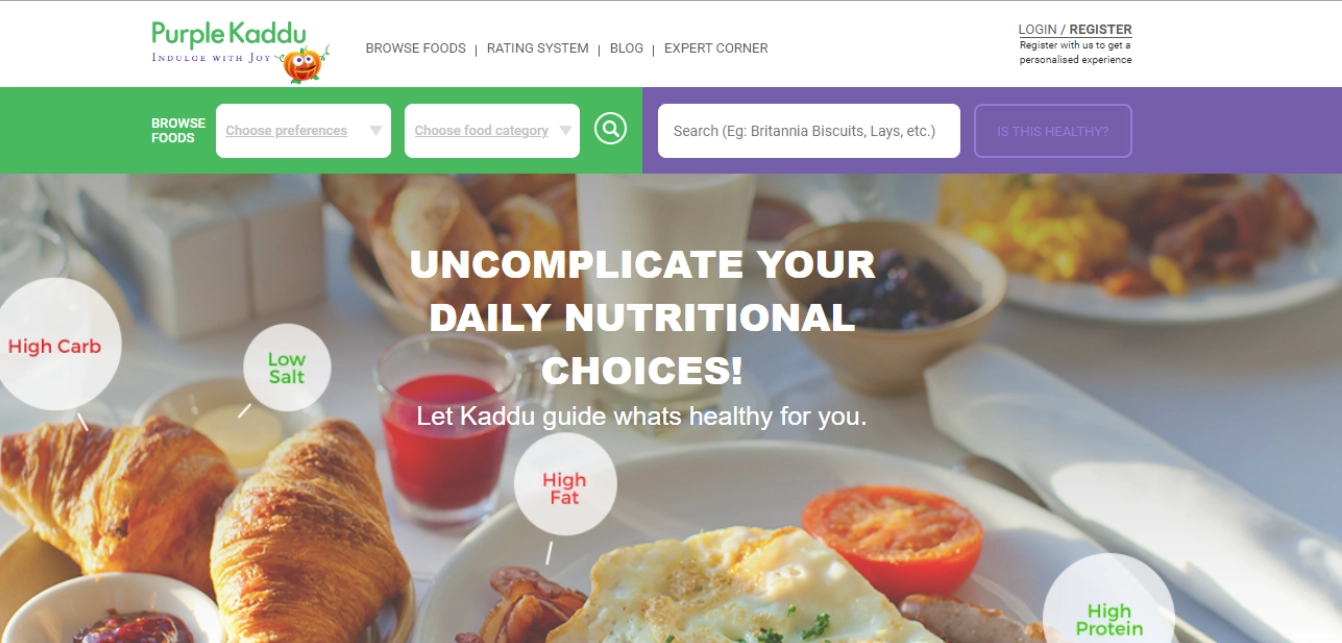 Purple Kaddu
INDULGE WITH JOY
BROWSE FOODS | RATING SYSTEM | BLOG | EXPERT CORNER
LOGIN / REGISTER
Register with us to get a
personalised experience
BROWSE
FOODS
Choose preferences
Choose food category
Search (Eg: Britannia Biscuits, Lays, etc.)
IS THIS HEALTHY?
UNCOMPLICATE YOUR
DAILY NUTRITIONAL
CHOICES!
Let Kaddu guide whats healthy for you.
High Carb
Low
Salt
High
Fat
High
Protein